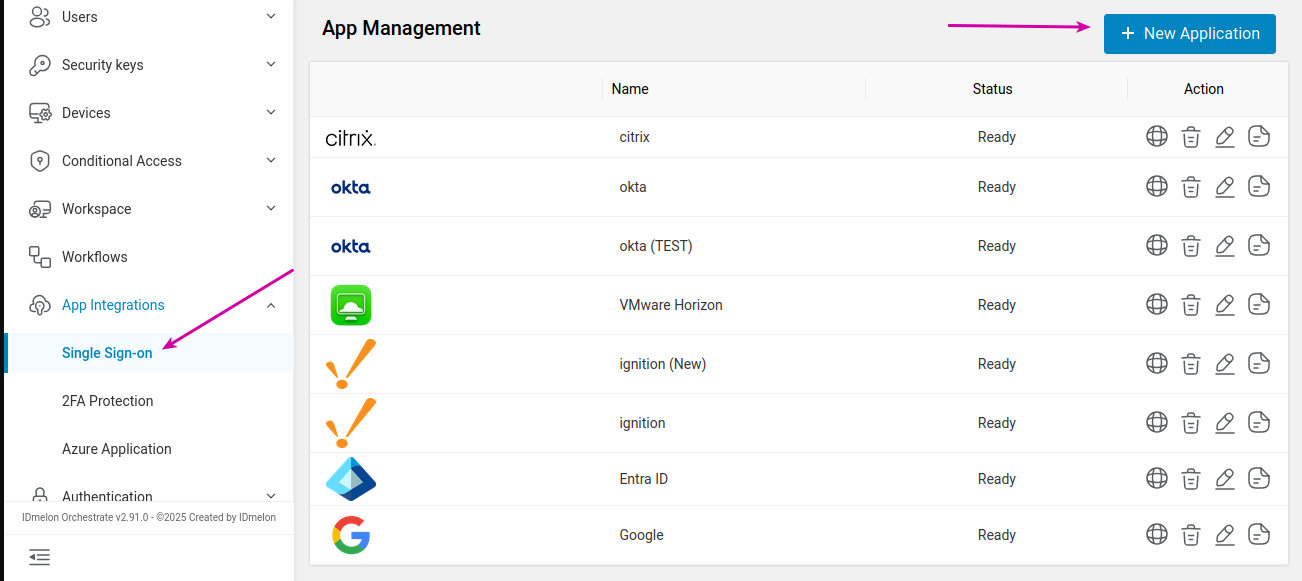 Users
Security keys
Devices
Conditional Access
Workspace
Workflows
App Integrations
Single Sign-on
2FA Protection
Azure Application
Authentication
IDmelon Orchestrate v2.91.0 - ©2025 Created by IDmelon
App Management
+ New Application
Name Status Action
citrix citrix Ready
okta okta Ready
okta okta (TEST) Ready
VMware Horizon Ready
ignition (New) Ready
ignition Ready
Entra ID Ready
G Google Ready